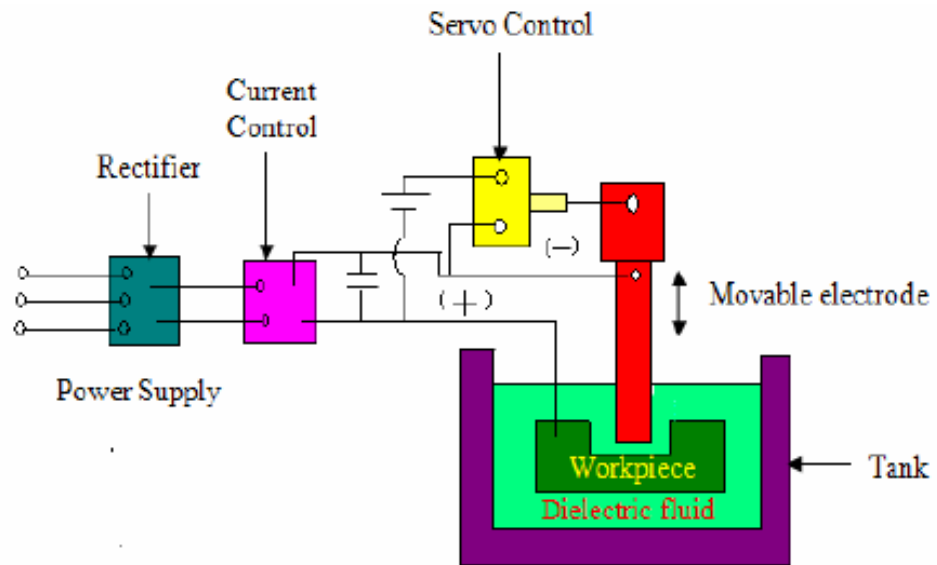 Servo Control
Current
Control
Rectifier
(-)
(+)
Movable electrode
Power Supply
Workpiece
Tank
Dielectric fluid